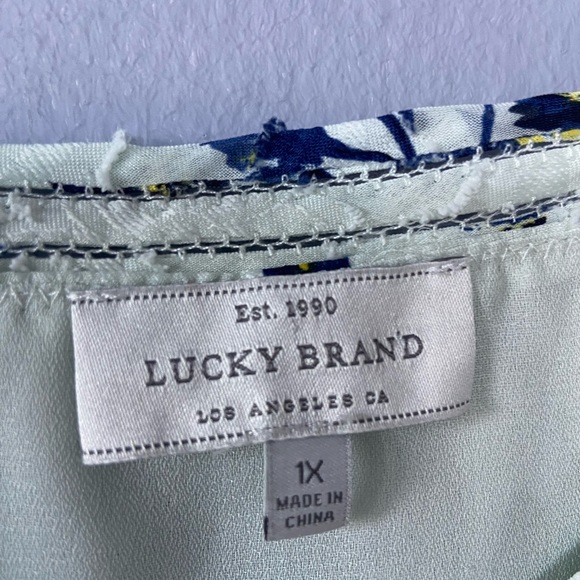 Est. 1990
LUCKY BRAND
LOS ANGELES CA
1X
MADE IN
CHINA